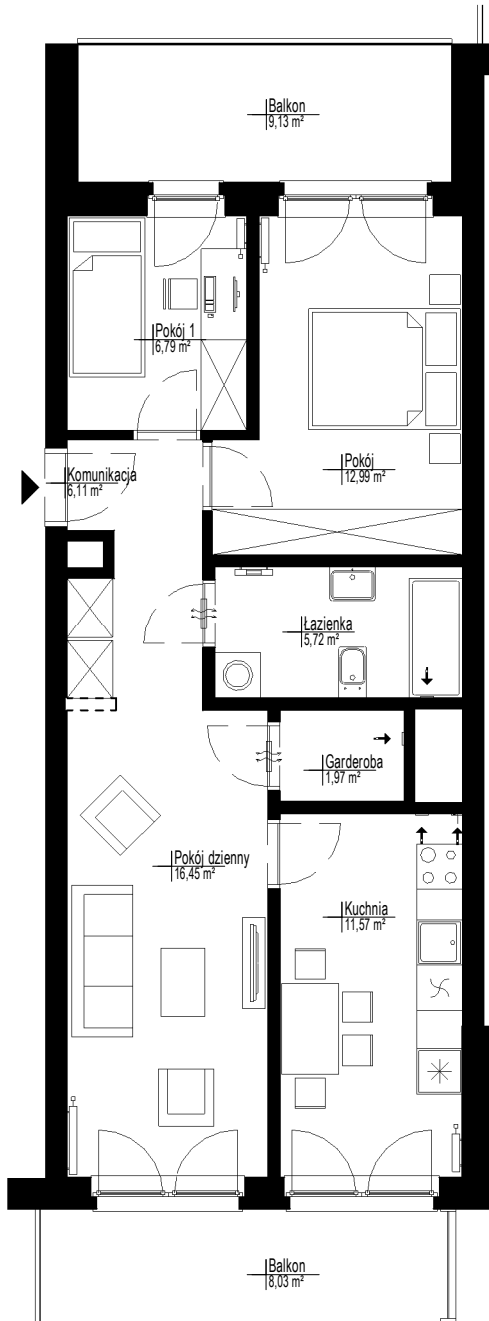 Balkon
9,13 m²
Pokój 1
6,79 m²
Pokój
12,99 m²
Komunikacja
6,11 m²
Łazienka
5,72 m²
Garderoba
1,97 m²
Pokój dzienny
16,45 m²
Kuchnia
11,57 m²
Balkon
8,03 m²